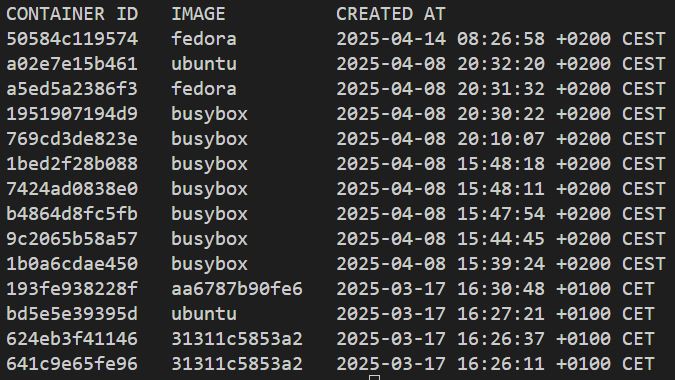 CONTAINER ID   IMAGE          CREATED AT
50584c119574   fedora         2025-04-14 08:26:58 +0200 CEST
a02e7e15b461   ubuntu         2025-04-08 20:32:20 +0200 CEST
a5ed5a2386f3   fedora         2025-04-08 20:31:32 +0200 CEST
1951907194d9   busybox        2025-04-08 20:30:22 +0200 CEST
769cd3de823e   busybox        2025-04-08 20:10:07 +0200 CEST
1bed2f28b088   busybox        2025-04-08 15:48:18 +0200 CEST
7424ad0838e0   busybox        2025-04-08 15:48:11 +0200 CEST
b4864d8fc5fb   busybox        2025-04-08 15:47:54 +0200 CEST
9c2065b58a57   busybox        2025-04-08 15:44:45 +0200 CEST
1b0a6cdae450   busybox        2025-04-08 15:39:24 +0200 CEST
193fe938228f   aa6787b90fe6   2025-03-17 16:30:48 +0100 CET
bd5e5e39395d   ubuntu         2025-03-17 16:27:21 +0100 CET
624eb3f41146   31311c5853a2   2025-03-17 16:26:37 +0100 CET
641c9e65fe96   31311c5853a2   2025-03-17 16:26:11 +0100 CET